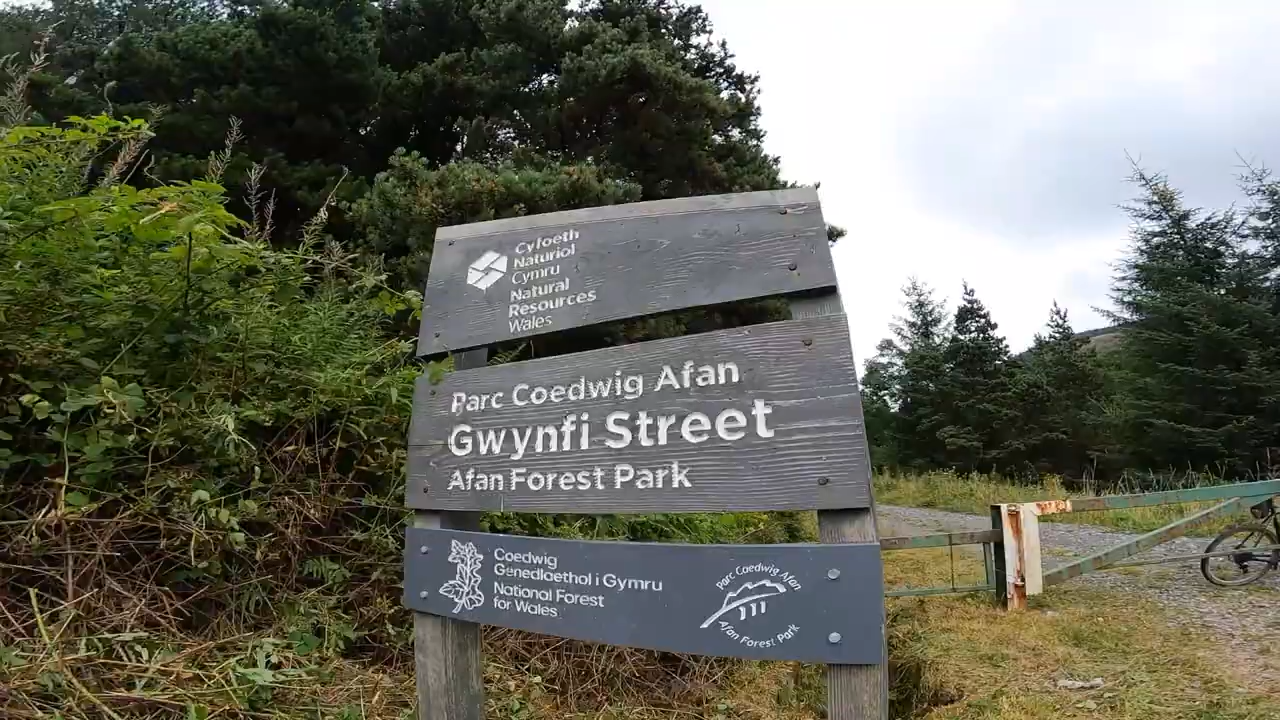 Cyfoeth
Naturiol
Cymru
Natural
Resources
Wales
Parc Coedwig Afan
Gwynfi Street
Afan Forest Park
Coedwig
Genedlaethol i Gymru
National Forest
for Wales
Parc Coedwig Afan
Afan Forest Park